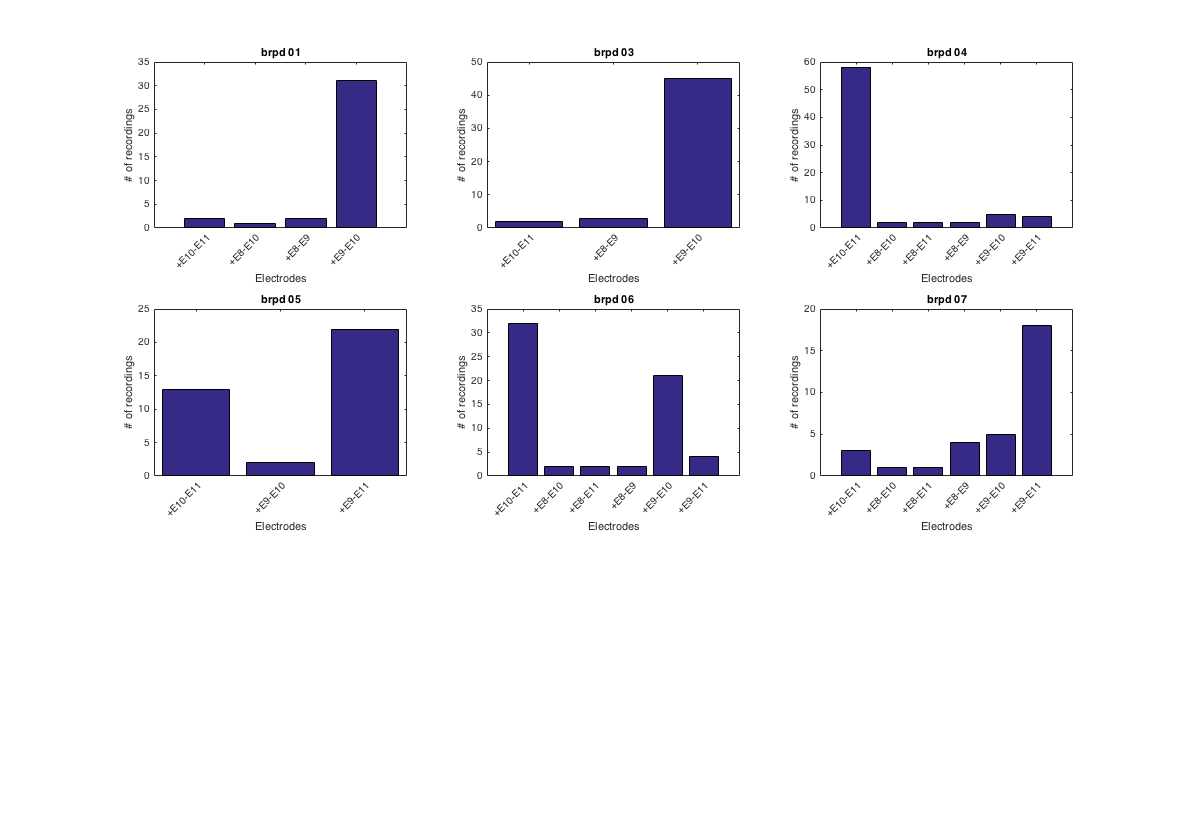 brpd 01
35
30
25
20
15
10
5
0
# of recordings
+E10-E11
+E8-E10
+E8-E9
+E9-E10
Electrodes
brpd 03
50
40
30
20
10
0
# of recordings
+E10-E11
+E8-E9
+E9-E10
brpd 04
60
50
40
30
20
10
0
# of recordings
+E10-E11
+E8-E10
+E8-E11
+E8-E9
+E9-E10
+E9-E11
Electrodes
brpd 05
25
20
15
10
5
0
# of recordings
+E10-E11
+E9-E10
+E9-E11
Electrodes
brpd 06
35
30
25
20
15
10
5
0
# of recordings
+E10-E11
+E8-E10
+E8-E11
+E8-E9
+E9-E10
+E9-E11
Electrodes
brpd 07
20
15
10
5
0
# of recordings
+E10-E11
+E8-E10
+E8-E11
+E8-E9
+E9-E10
+E9-E11
Electrodes